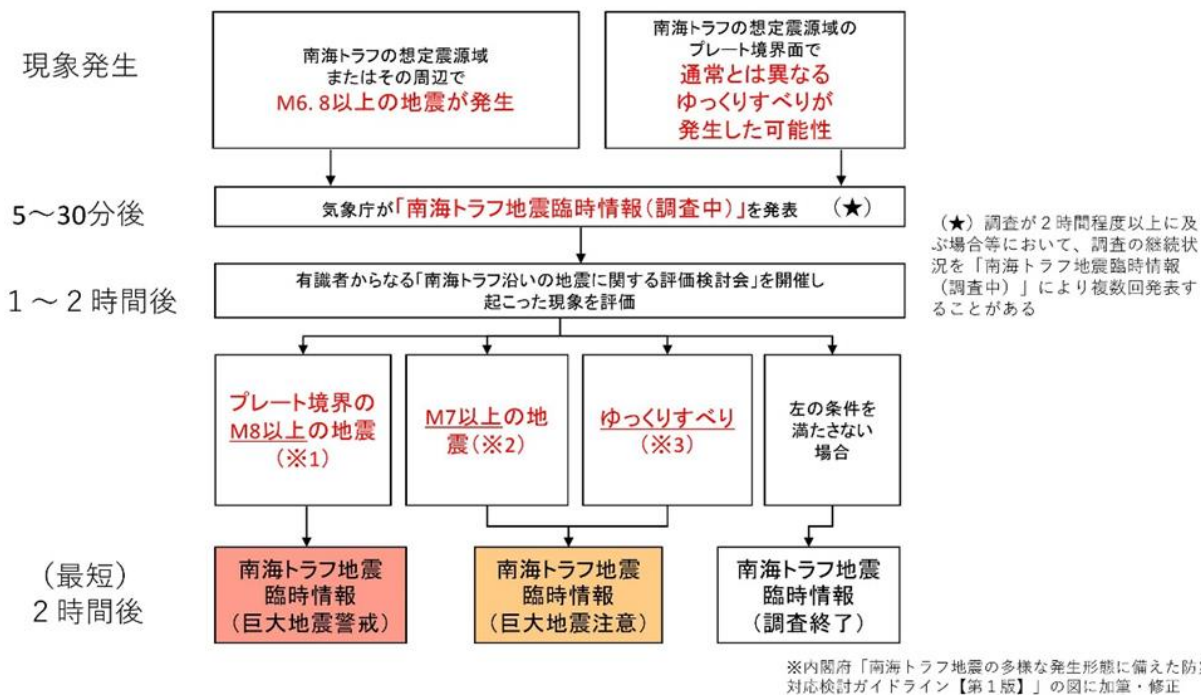 現象発生
南海トラフの想定震源域
またはその周辺で
M6. 8以上の地震が発生
南海トラフの想定震源域の
プレート境界面で
通常とは異なる
ゆっくりすべりが
発生した可能性
5～30分後
気象庁が「南海トラフ地震臨時情報(調査中)」を発表 (★)
(★)調査が２時間程度以上に及
ぶ場合等において、調査の継続状
況を「南海トラフ地震臨時情報
(調査中)」により複数回発表す
ることがある
１～２時間後
有識者からなる「南海トラフ沿いの地震に関する評価検討会」を開催し
起こった現象を評価
プレート境界の
M8以上の地震
(※1)
M7以上の地
震(※2)
ゆっくりすべり
(※3)
左の条件を
満たさない
場合
(最短)
２時間後
南海トラフ地震
臨時情報
(巨大地震警戒)
南海トラフ地震
臨時情報
(巨大地震注意)
南海トラフ地震
臨時情報
(調査終了)
※内閣府「南海トラフ地震の多様な発生形態に備えた防災
対応検討ガイドライン【第１版】」の図に加筆・修正